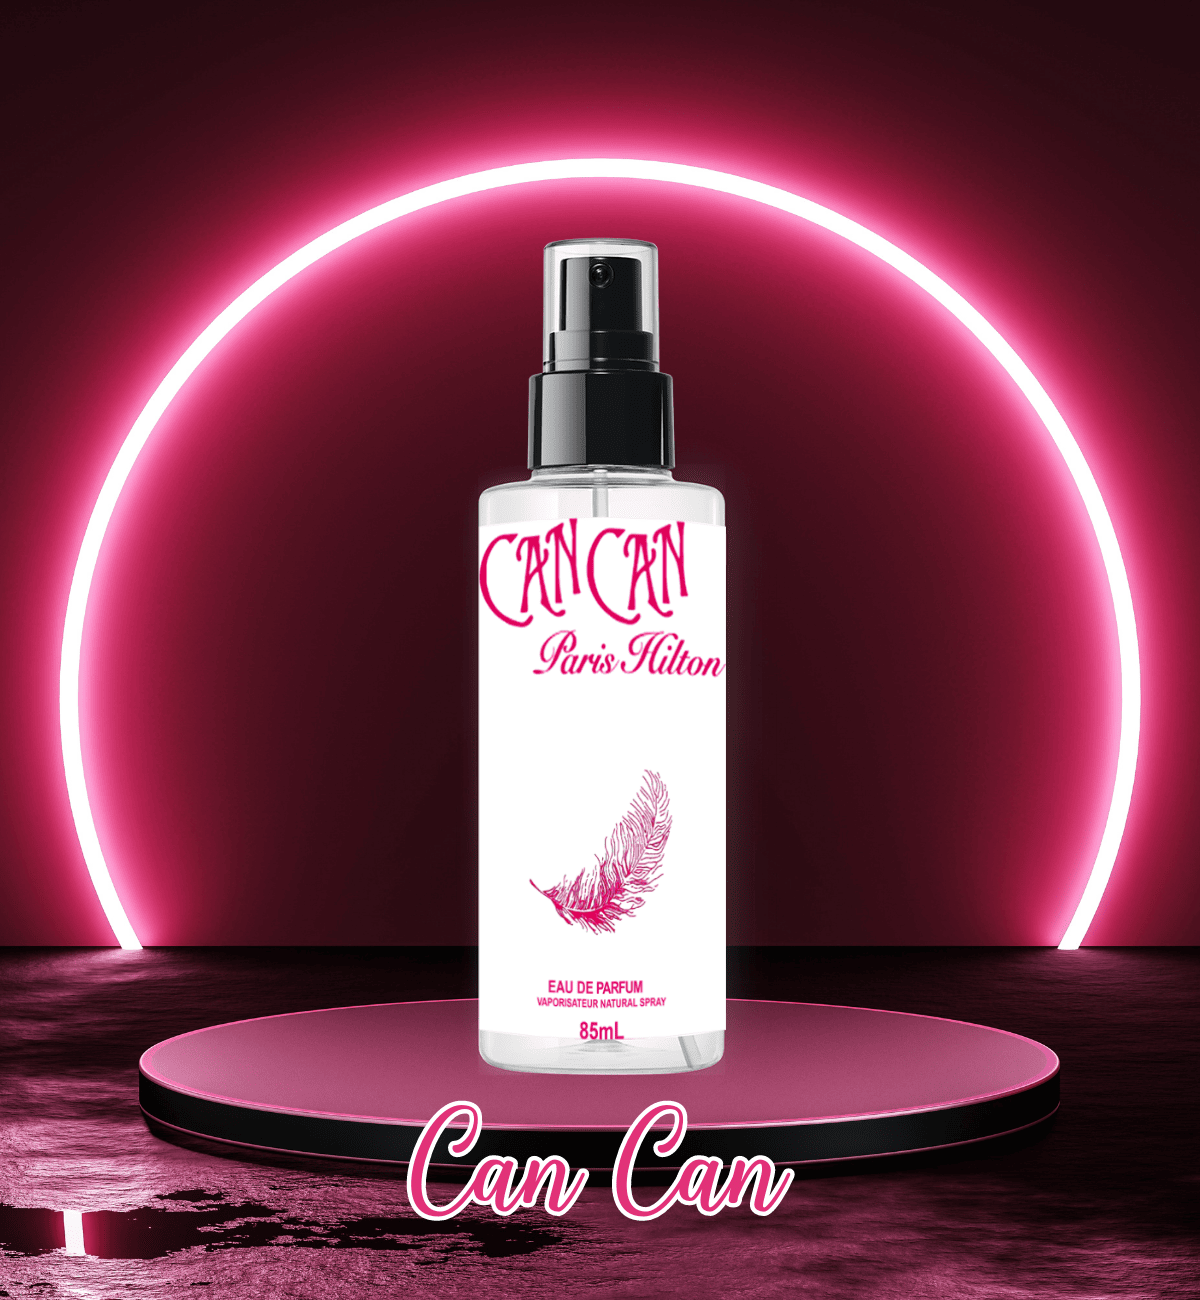 CAN CAN
Paris Hilton
EAU DE PARFUM
VAPORISATEUR NATURAL SPRAY
85mL
Can Can